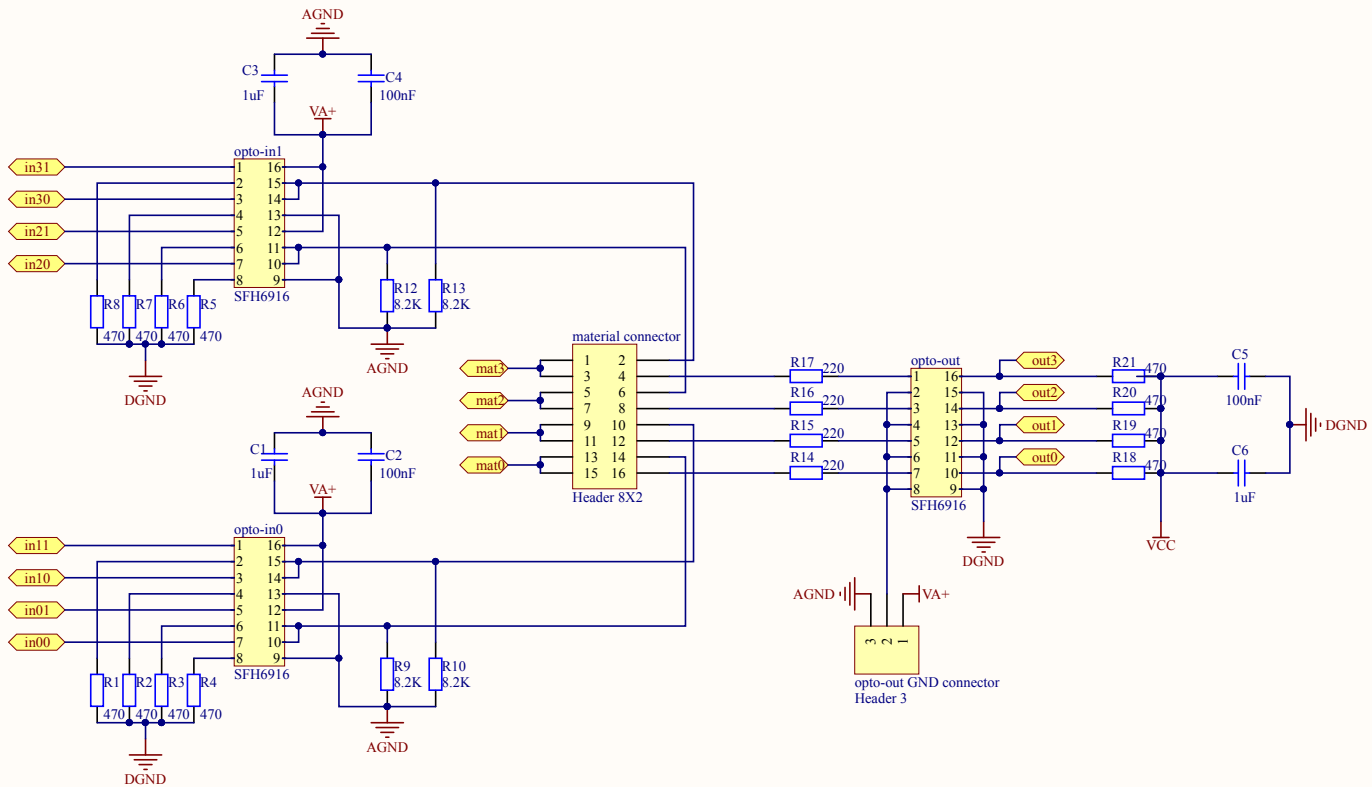 AGND
C3
1uF
C4
100nF
VA+
opto-in1
in31
in30
in21
in20
1
2
3
4
5
6
7
8
16
15
14
13
12
11
10
9
SFH6916
R8
470
R7
470
R6
470
R5
470
DGND
R12
8.2K
R13
8.2K
AGND
AGND
C1
1uF
C2
100nF
VA+
opto-in0
in11
in10
in01
in00
1
2
3
4
5
6
7
8
16
15
14
13
12
11
10
9
SFH6916
R1
470
R2
470
R3
470
R4
470
DGND
R9
8.2K
R10
8.2K
AGND
material connector
mat3
mat2
mat1
mat0
1 2
3 4
5 6
7 8
9 10
11 12
13 14
15 16
Header 8X2
R17 220
R16 220
R15 220
R14 220
opto-out
1 16
2 15
3 14
4 13
5 12
6 11
7 10
8 9
SFH6916
out3
out2
out1
out0
R21 470
R20 470
R19 470
R18 470
C5
100nF
C6
1uF
DGND
VCC
DGND
AGND
VA+
3 2 1
opto-out GND connector
Header 3